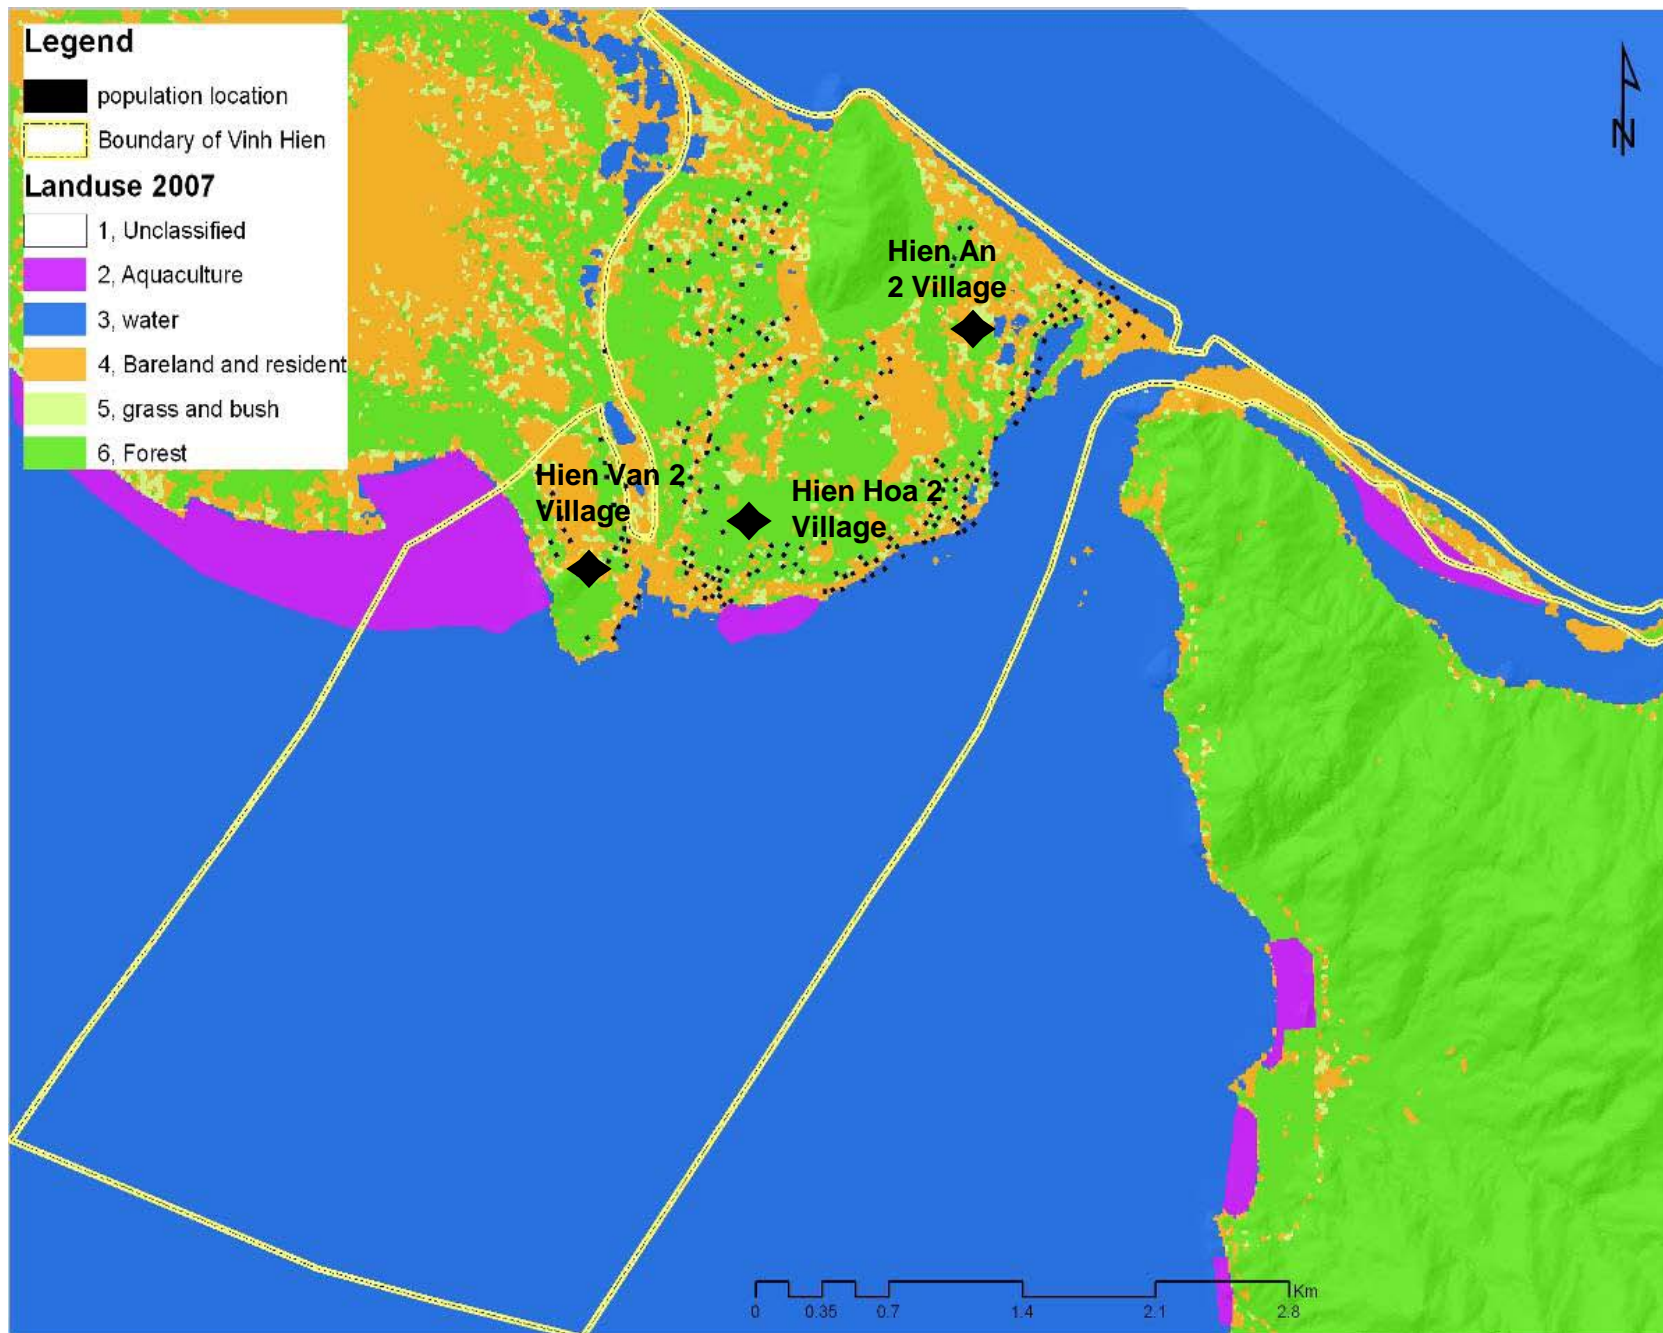 Legend
population location
Boundary of Vinh Hien
Landuse 2007
1, Unclassified
2, Aquaculture
3, water
4, Bareland and resident
5, grass and bush
6, Forest
N
Hien An
2 Village
Hien Van 2
Village
Hien Hoa 2
Village
Km
0 0.35 0.7 1.4 2.1 2.8